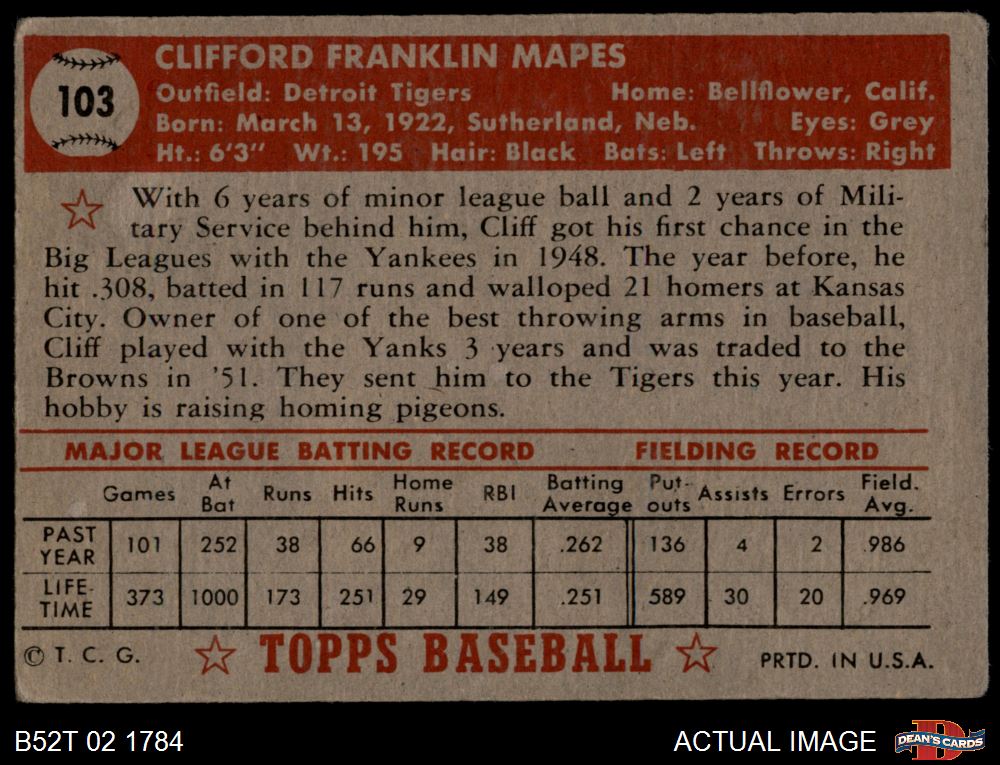 103
CLIFFORD FRANKLIN MAPES
Outfield: Detroit Tigers Home: Bellflower, Calif.
Born: March 13, 1922, Sutherland, Neb. Eyes: Grey
Ht.: 6'3" Wt.: 195 Hair: Black Bats: Left Throws: Right
With 6 years of minor league ball and 2 years of Mili-
tary Service behind him, Cliff got his first chance in the
Big Leagues with the Yankees in 1948. The year before, he
hit .308, batted in 117 runs and walloped 21 homers at Kansas
City. Owner of one of the best throwing arms in baseball,
Cliff played with the Yanks 3 years and was traded to the
Browns in '51. They sent him to the Tigers this year. His
hobby is raising homing pigeons.
MAJOR LEAGUE BATTING RECORD FIELDING RECORD
Games At Bat Runs Hits Home Runs RBI Batting Average Put-outs Assists Errors Field. Avg.
PAST YEAR 101 252 38 66 9 38 .262 136 4 2 .986
LIFE-TIME 373 1000 173 251 29 149 .251 589 30 20 .969
© T. C. G. TOPPS BASEBALL PRTD. IN U.S.A.
B52T 02 1784 ACTUAL IMAGE DEAN'S CARDS